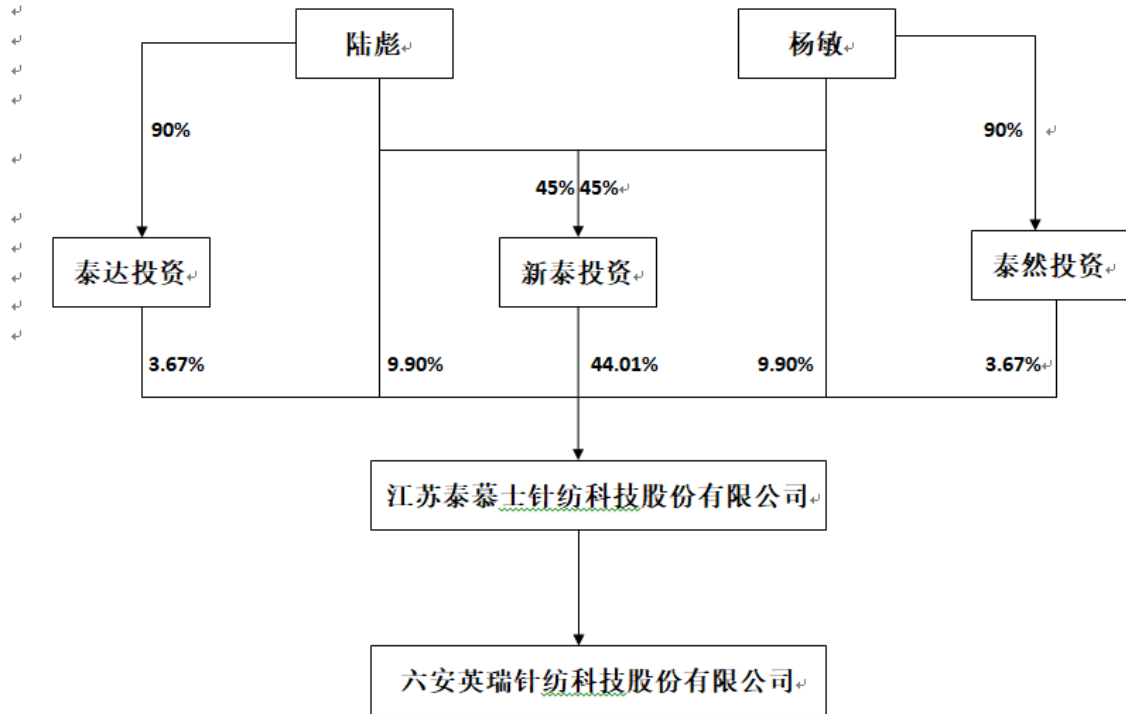 陆彪
杨敏
90%
90%
45% 45%
泰达投资
新泰投资
泰然投资
3.67%
9.90%
44.01%
9.90%
3.67%
江苏泰慕士针纺科技股份有限公司
六安英瑞针纺科技股份有限公司